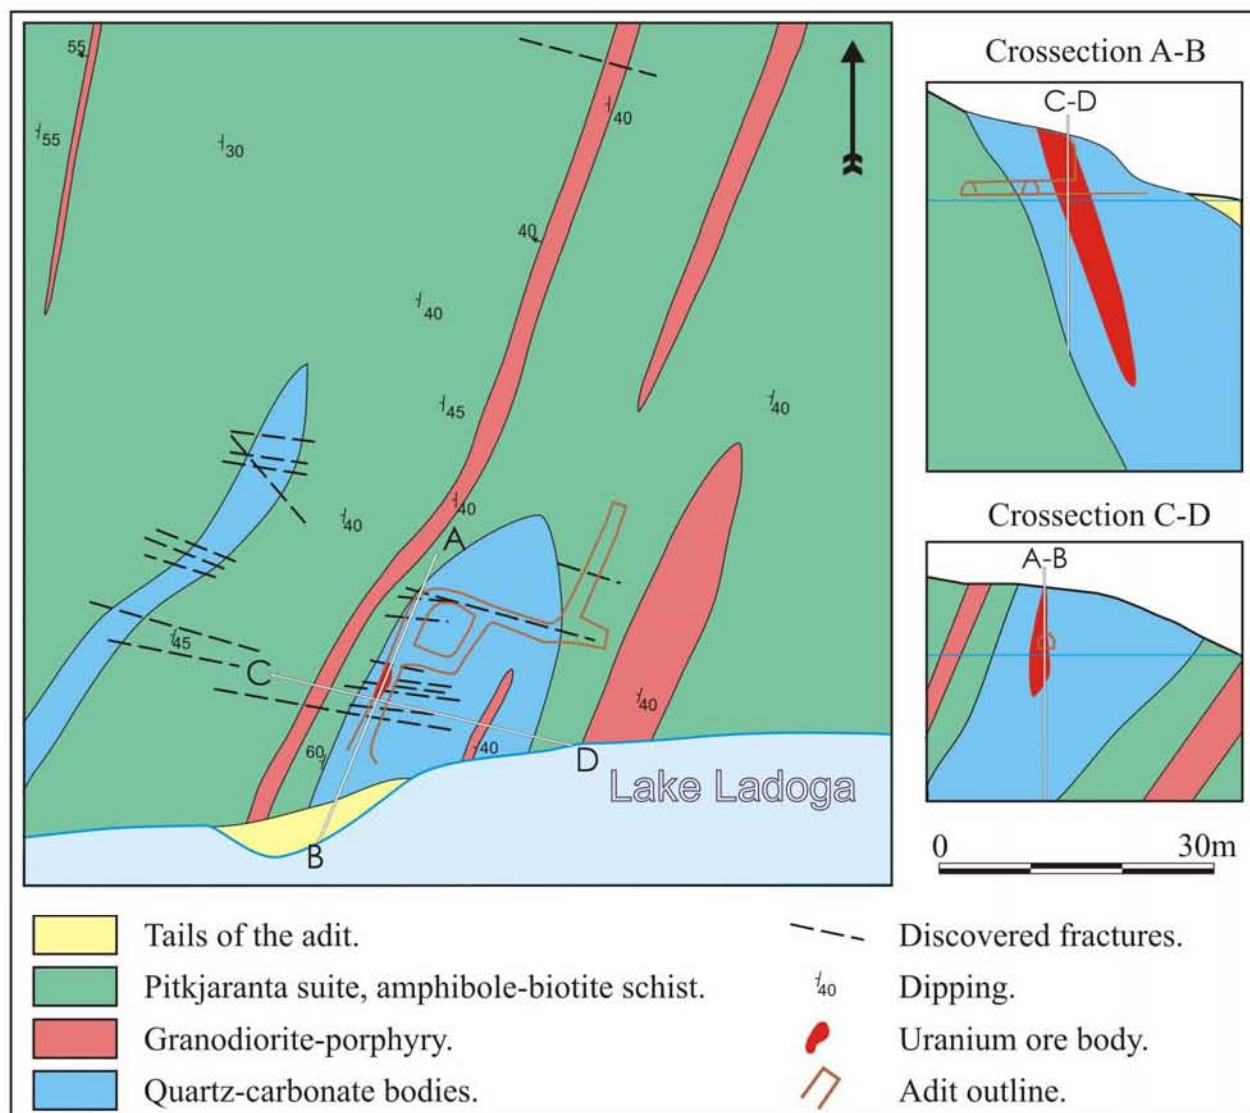 55
55
30
40
40
40
45
40
40
40
45
40
60
40
A
B
C
D
Lake Ladoga
Crossection A-B
C-D
Crossection C-D
A-B
0 30m
Tails of the adit.
Pitkjaranta suite, amphibole-biotite schist.
Granodiorite-porphyry.
Quartz-carbonate bodies.
Discovered fractures.
40 Dipping.
Uranium ore body.
Adit outline.